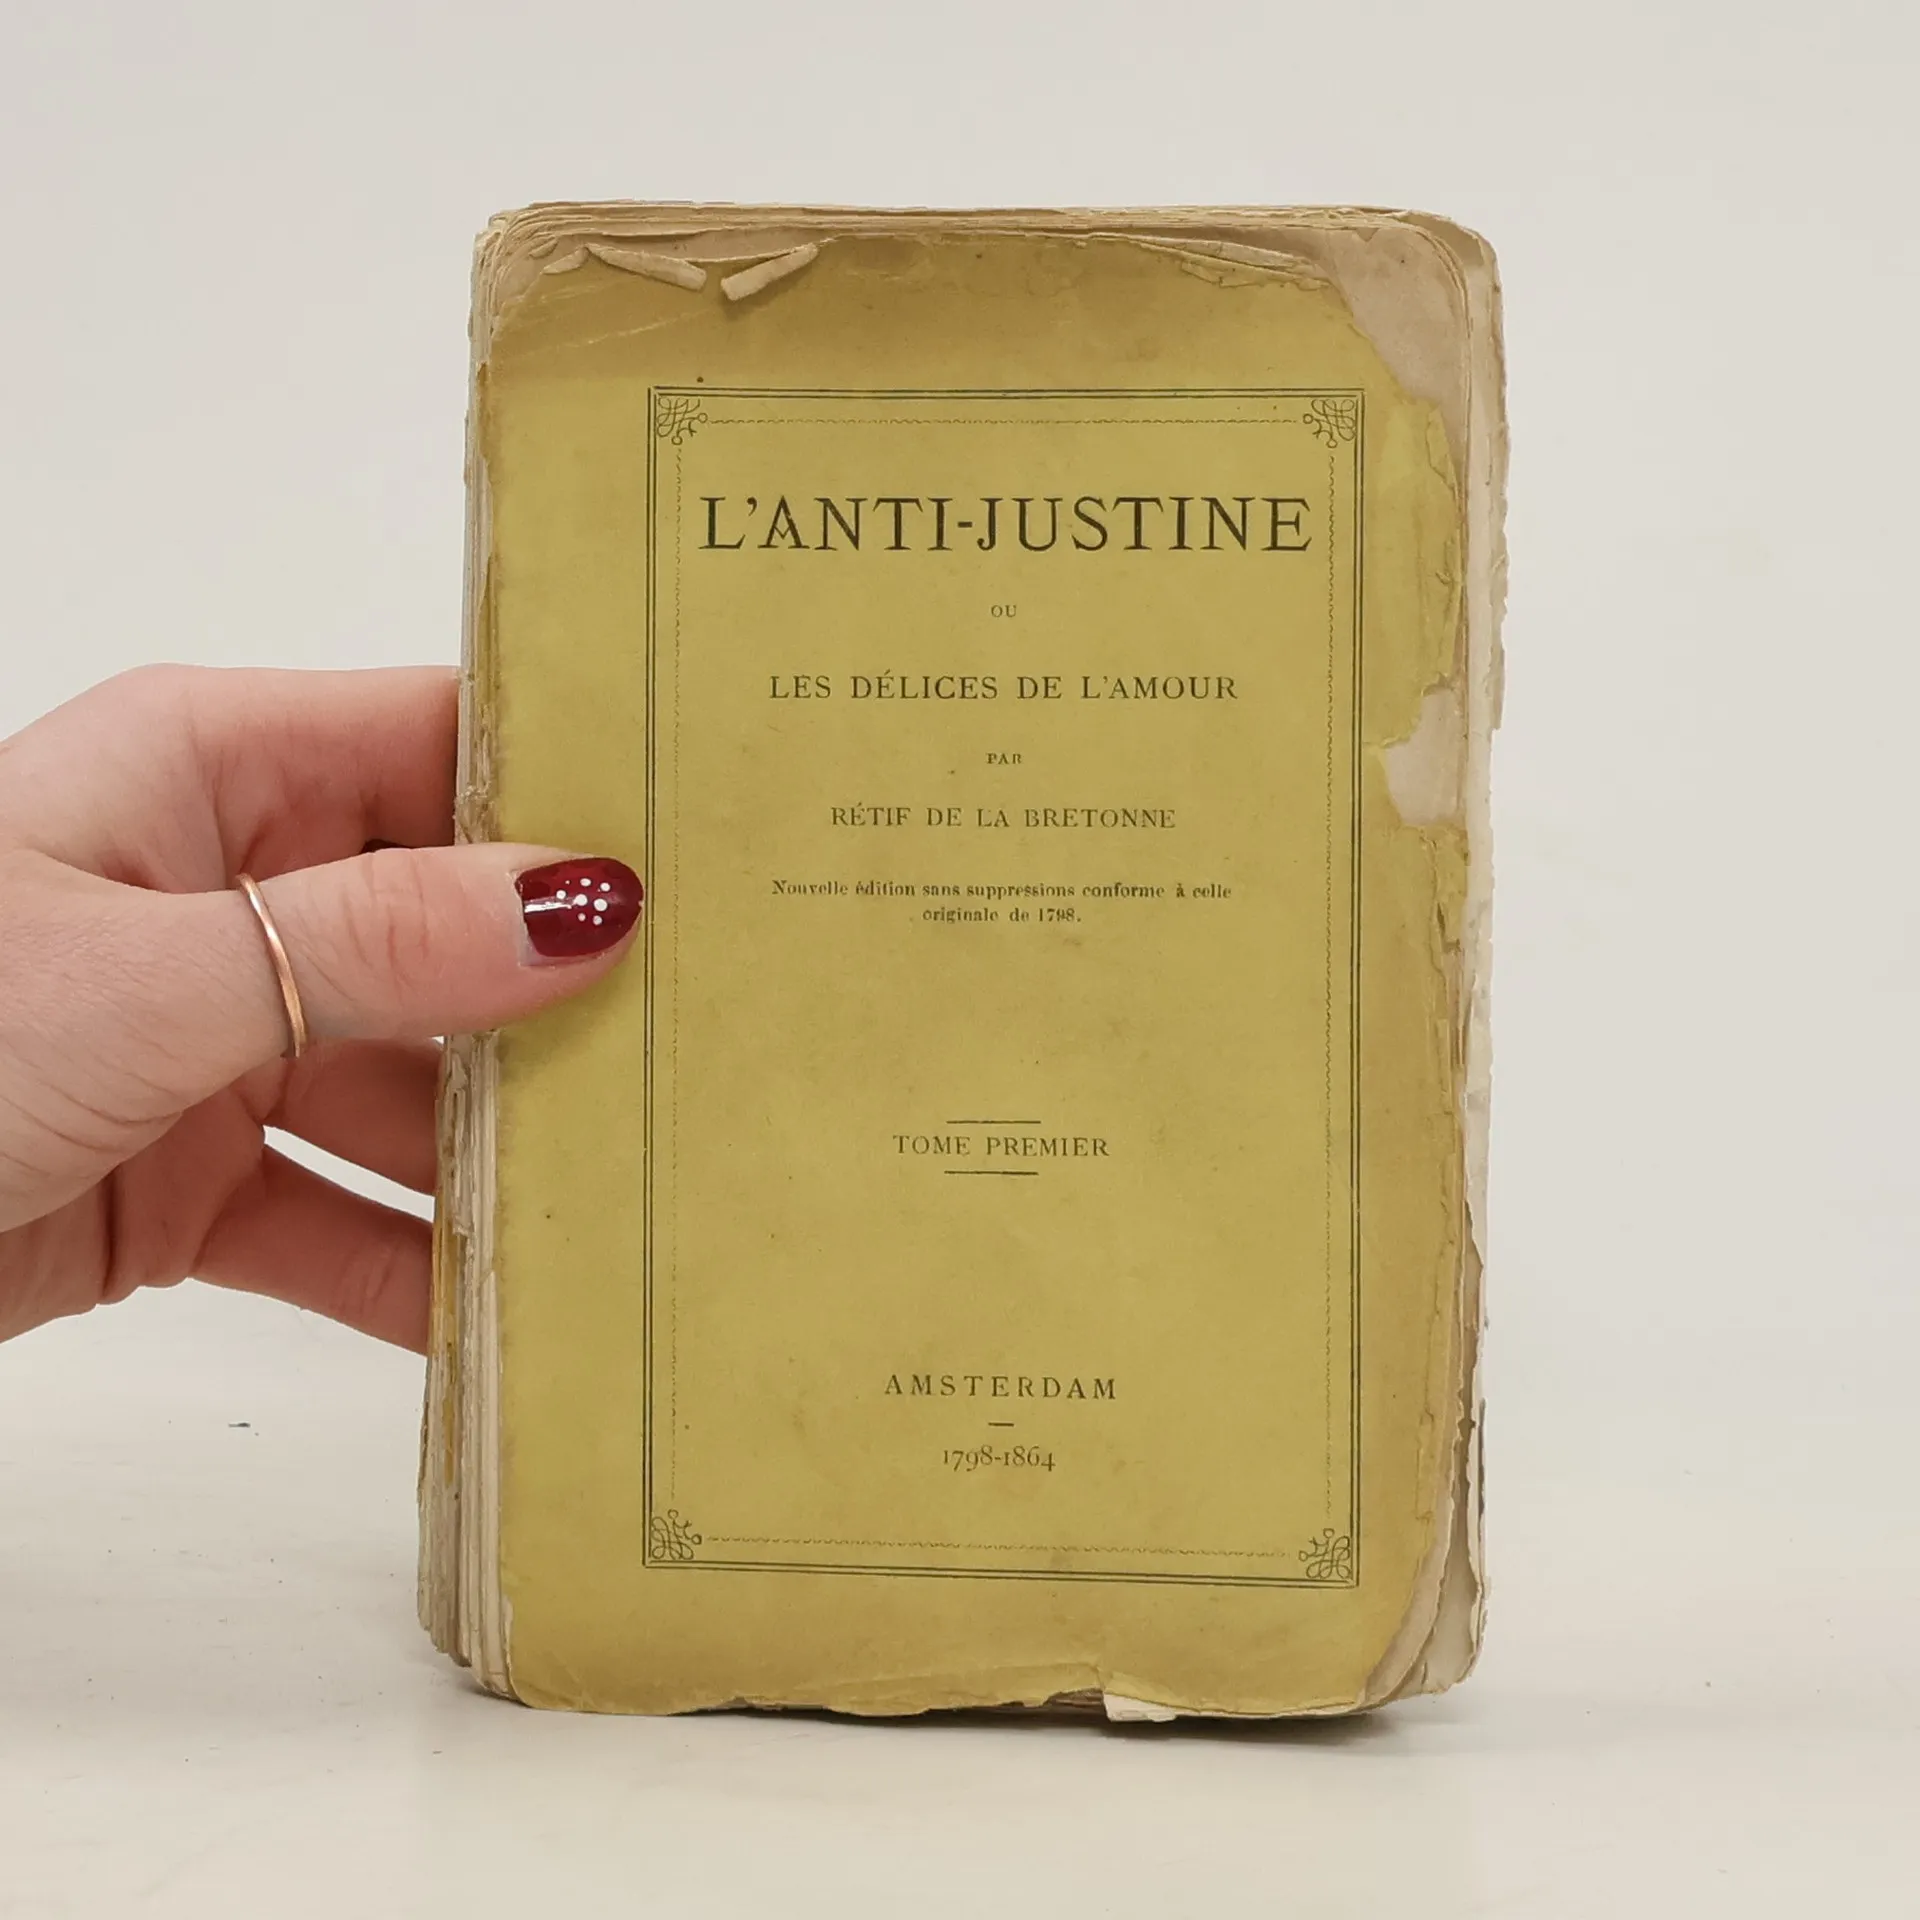 L'ANTI-JUSTINE
OU
LES DÉLICES DE L'AMOUR
PAR
RÉTIF DE LA BRETONNE
Nouvelle édition sans suppressions conforme à celle
originale de 1798.
TOME PREMIER
AMSTERDAM
1798-1864